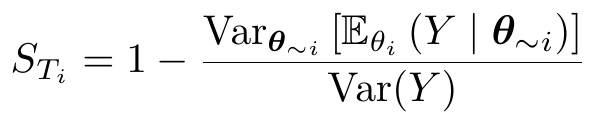 $S_{T_i} = 1 - \frac{\mathrm{Var}_{\boldsymbol{\theta}_{\sim i}}\left[\mathbb{E}_{\theta_i}\left(Y \mid \boldsymbol{\theta}_{\sim i}\right)\right]}{\mathrm{Var}(Y)}$